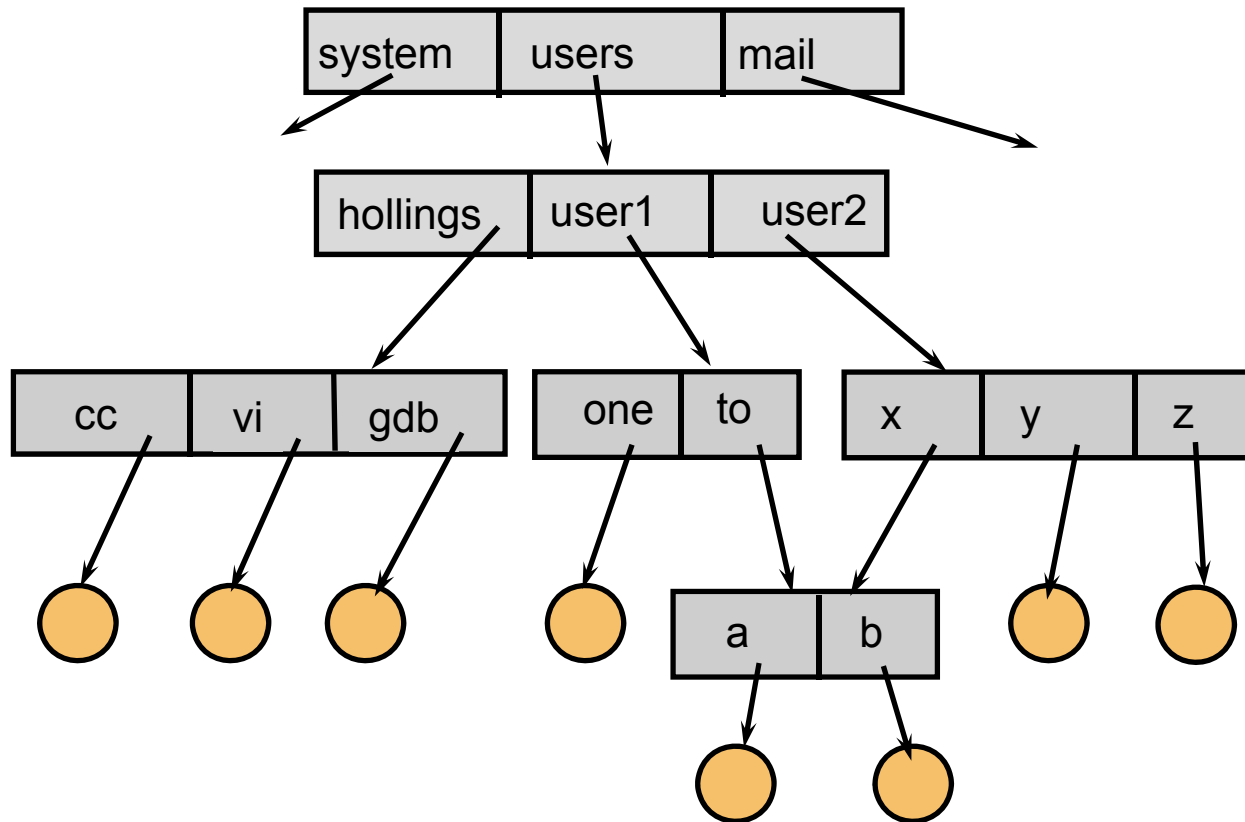 system users mail
hollings user1 user2
cc vi gdb one to x y z
a b